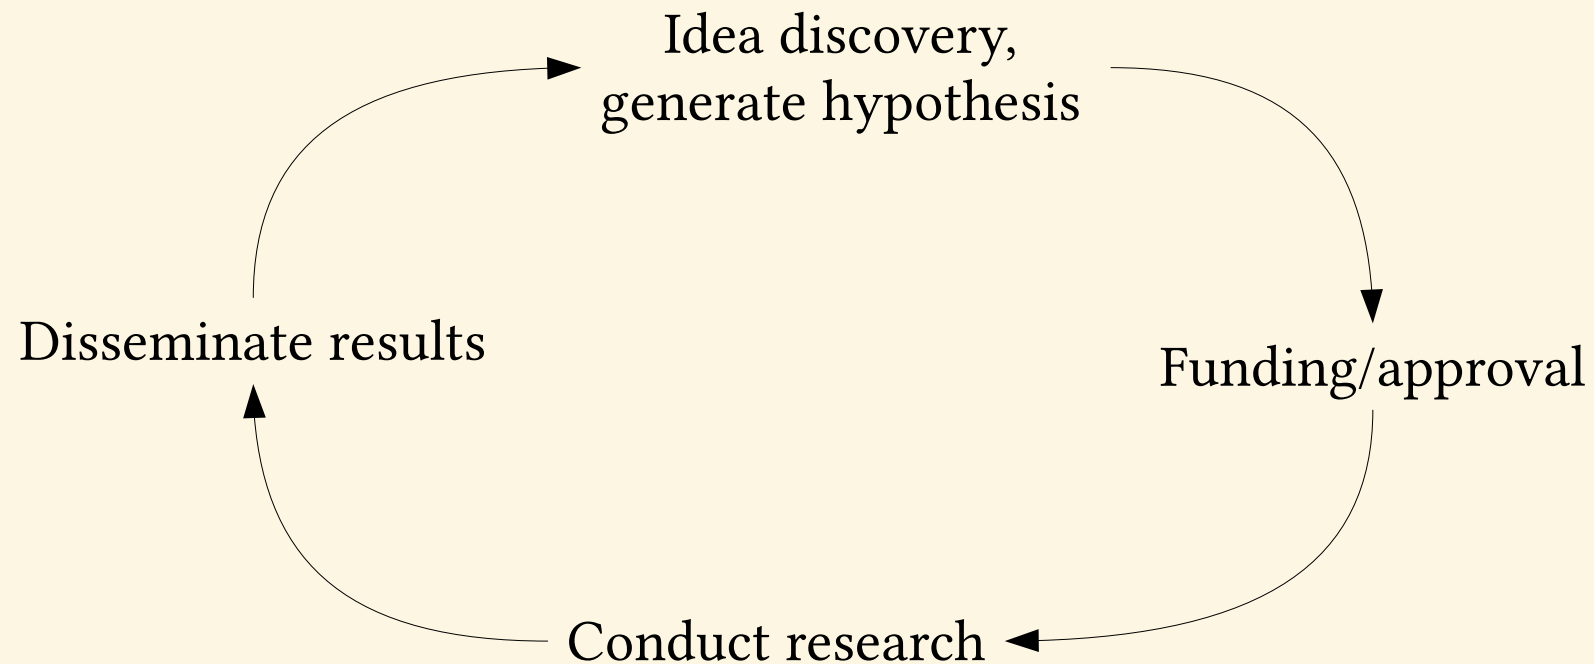 Idea discovery,
generate hypothesis
Disseminate results
Funding/approval
Conduct research